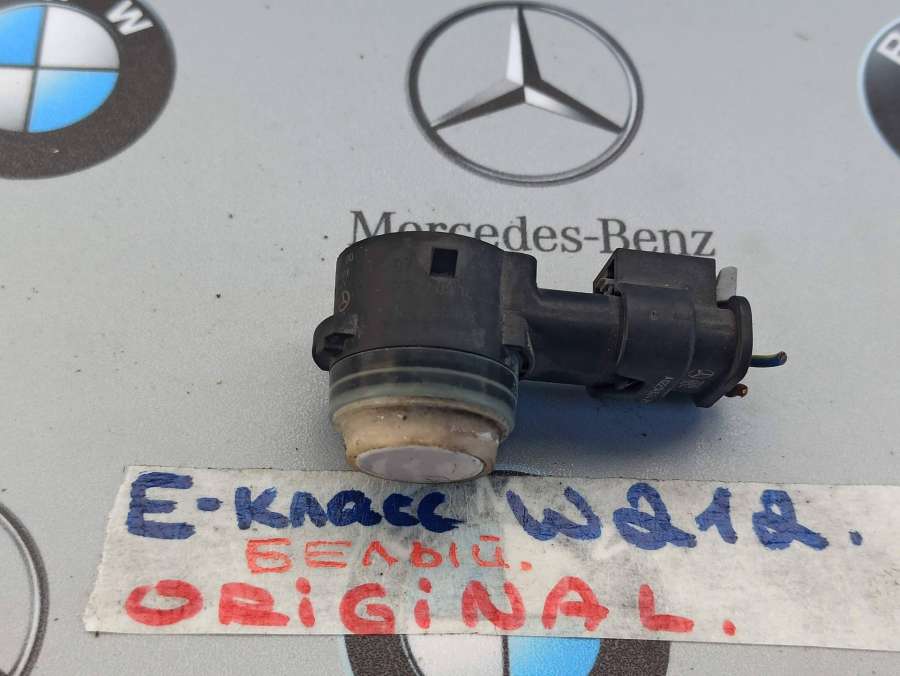 W
B
Mercedes-Benz
E-класс W212.
БЕЛЫЙ.
ORiGiNAL.